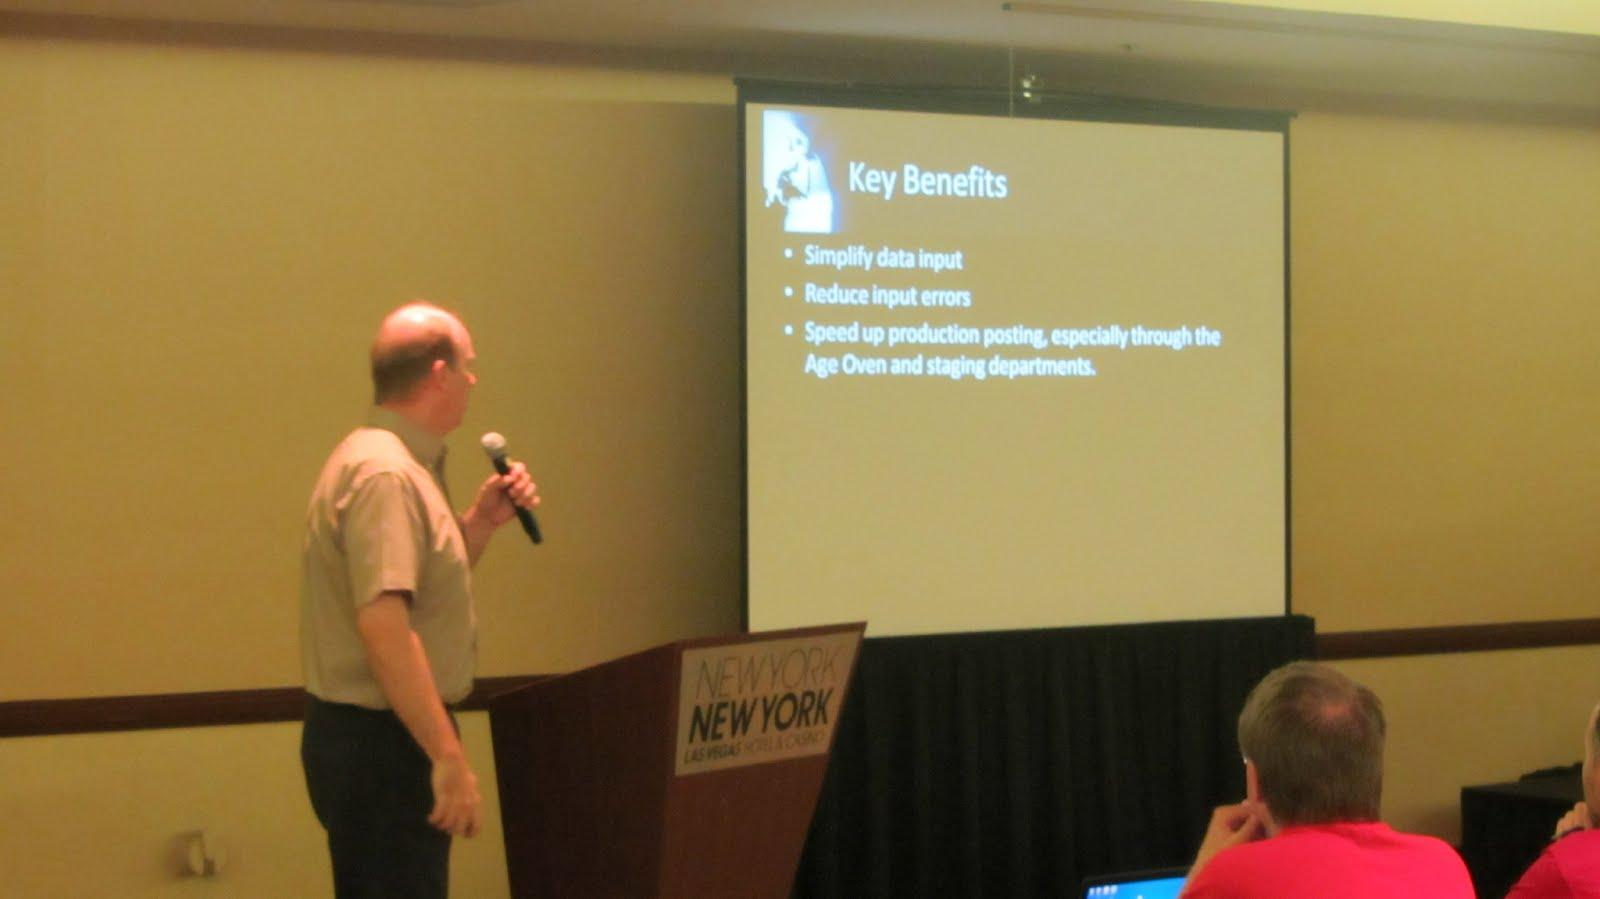 Key Benefits
• Simplify data input
• Reduce input errors
• Speed up production posting, especially through the
Age Oven and staging departments.
NEW YORK
NEW YORK
LAS VEGAS HOTEL & CASINO